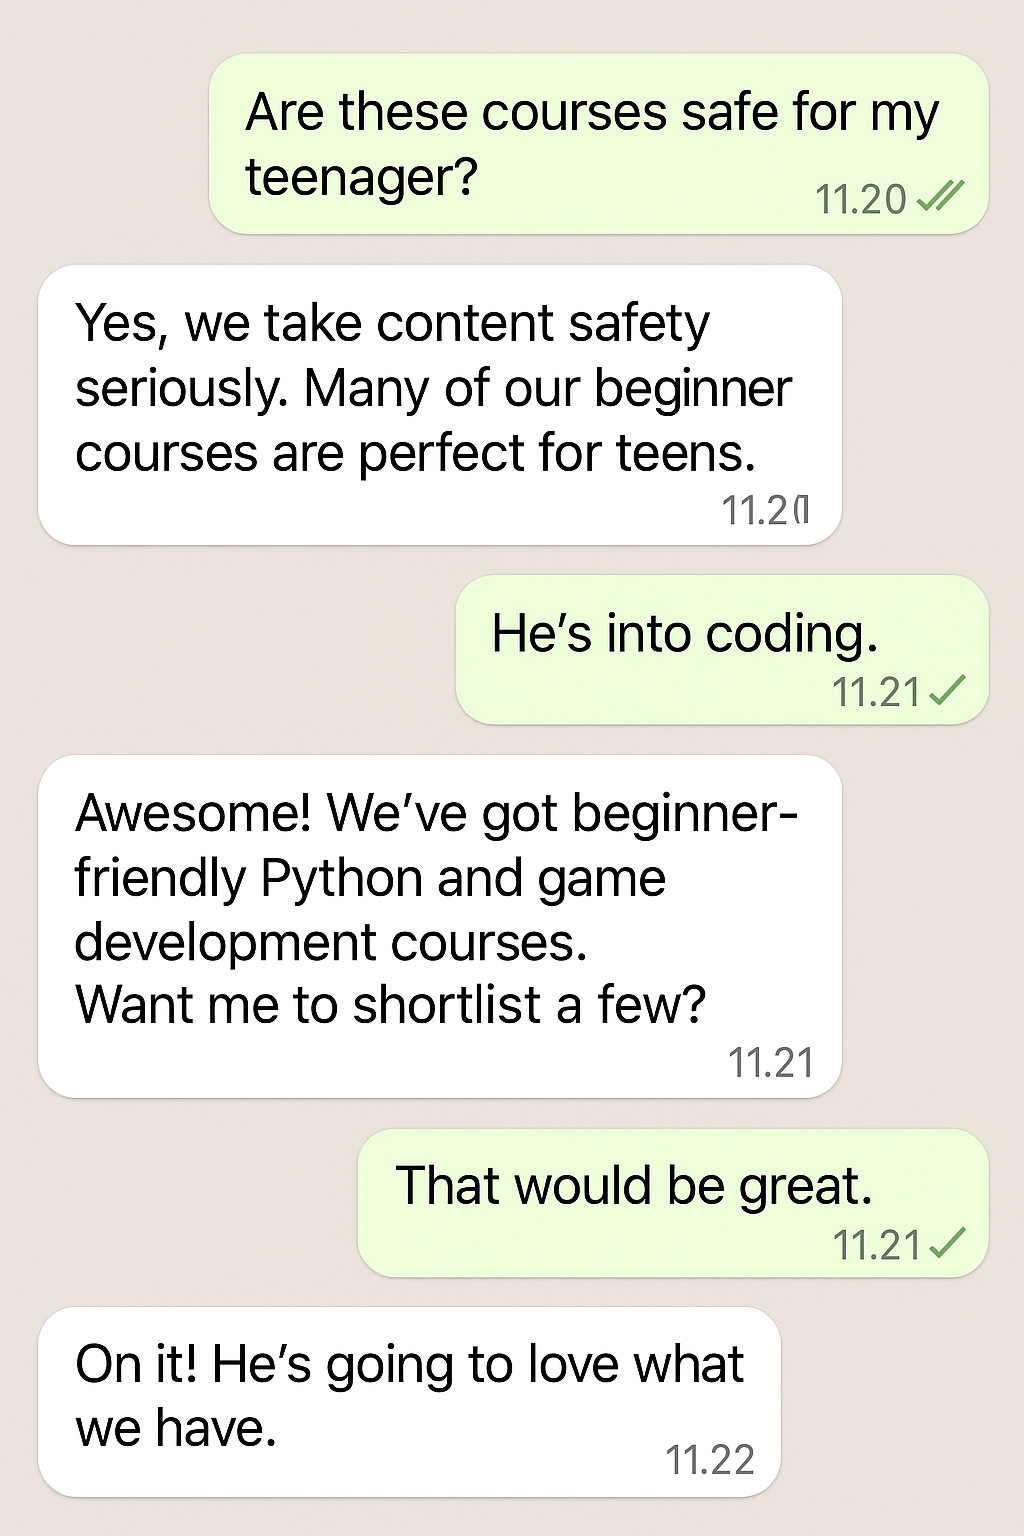 Are these courses safe for my
teenager?
11.20
Yes, we take content safety
seriously. Many of our beginner
courses are perfect for teens.
He’s into coding.
11.21
Awesome! We’ve got beginner-
friendly Python and game
development courses.
Want me to shortlist a few?
11.21
That would be great.
11.21
On it! He’s going to love what
we have.
11.22